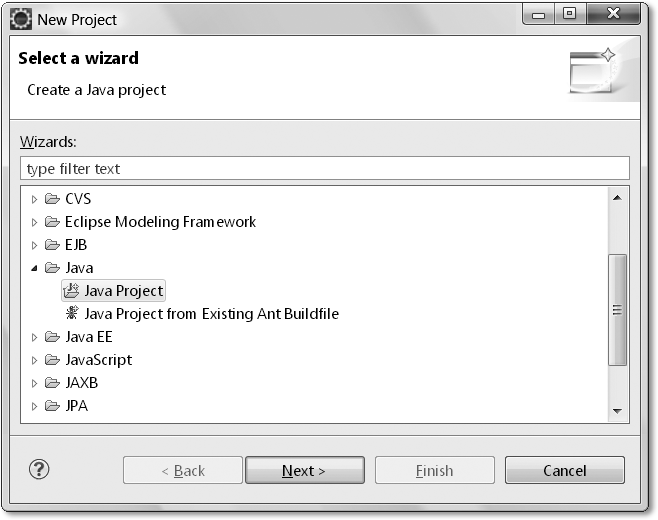 New Project
Select a wizard
Create a Java project
Wizards:
type filter text
CVS
Eclipse Modeling Framework
EJB
Java
Java Project
Java Project from Existing Ant Buildfile
Java EE
JavaScript
JAXB
JPA
?
< Back
Next >
Finish
Cancel